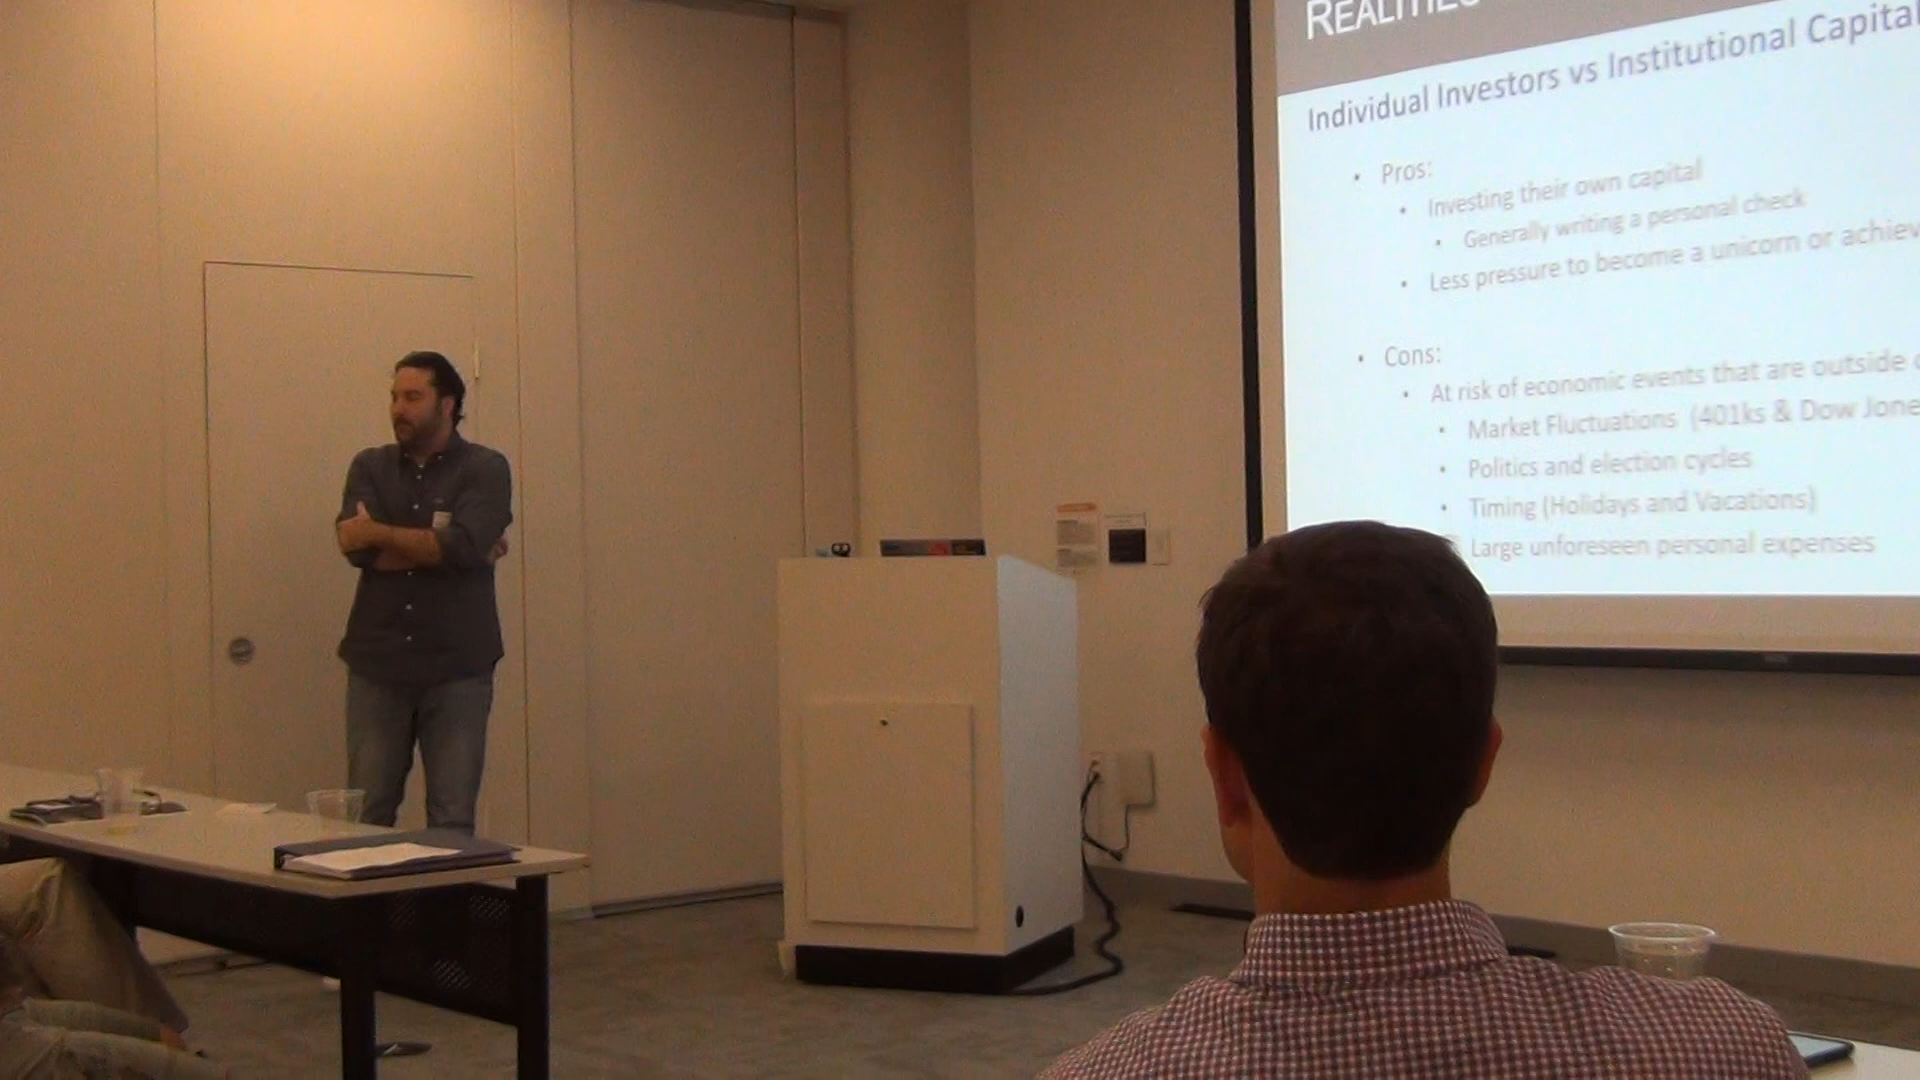 REALITIES
Individual Investors vs Institutional Capital
• Pros:
• Investing their own capital
• Generally writing a personal check
• Less pressure to become a unicorn or achiev
• Cons:
• At risk of economic events that are outside
• Market Fluctuations (401ks & Dow Jone
• Politics and election cycles
• Timing (Holidays and Vacations)
Large unforeseen personal expenses